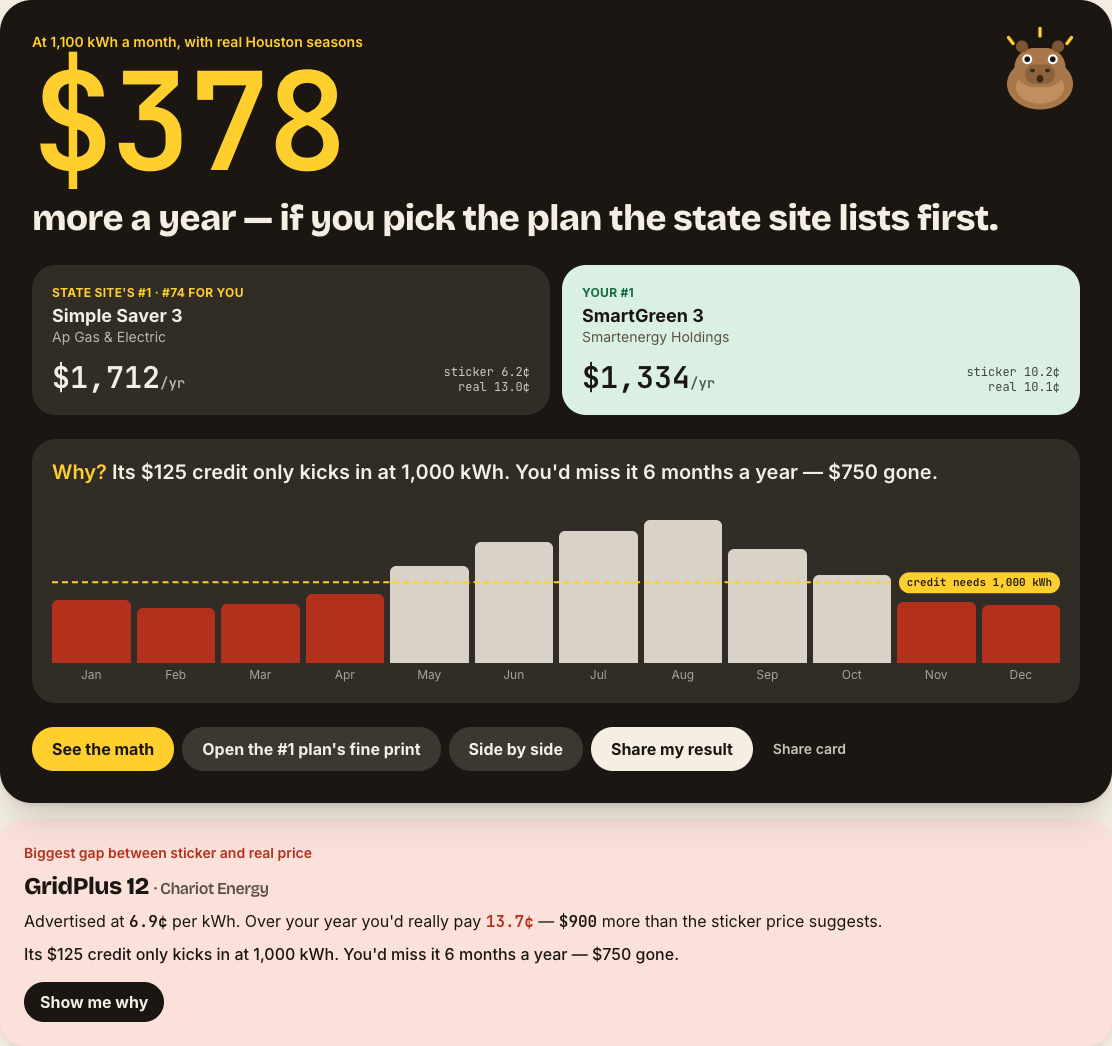 At 1,100 kWh a month, with real Houston seasons
$378
more a year — if you pick the plan the state site lists first.
STATE SITE'S #1 · #74 FOR YOU
Simple Saver 3
Ap Gas & Electric
$1,712/yr
sticker 6.2¢
real 13.0¢
YOUR #1
SmartGreen 3
Smartenergy Holdings
$1,334/yr
sticker 10.2¢
real 10.1¢
Why? Its $125 credit only kicks in at 1,000 kWh. You'd miss it 6 months a year — $750 gone.
credit needs 1,000 kWh
Jan Feb Mar Apr May Jun Jul Aug Sep Oct Nov Dec
See the math Open the #1 plan's fine print Side by side Share my result Share card
Biggest gap between sticker and real price
GridPlus 12 · Chariot Energy
Advertised at 6.9¢ per kWh. Over your year you'd really pay 13.7¢ — $900 more than the sticker price suggests.
Its $125 credit only kicks in at 1,000 kWh. You'd miss it 6 months a year — $750 gone.
Show me why